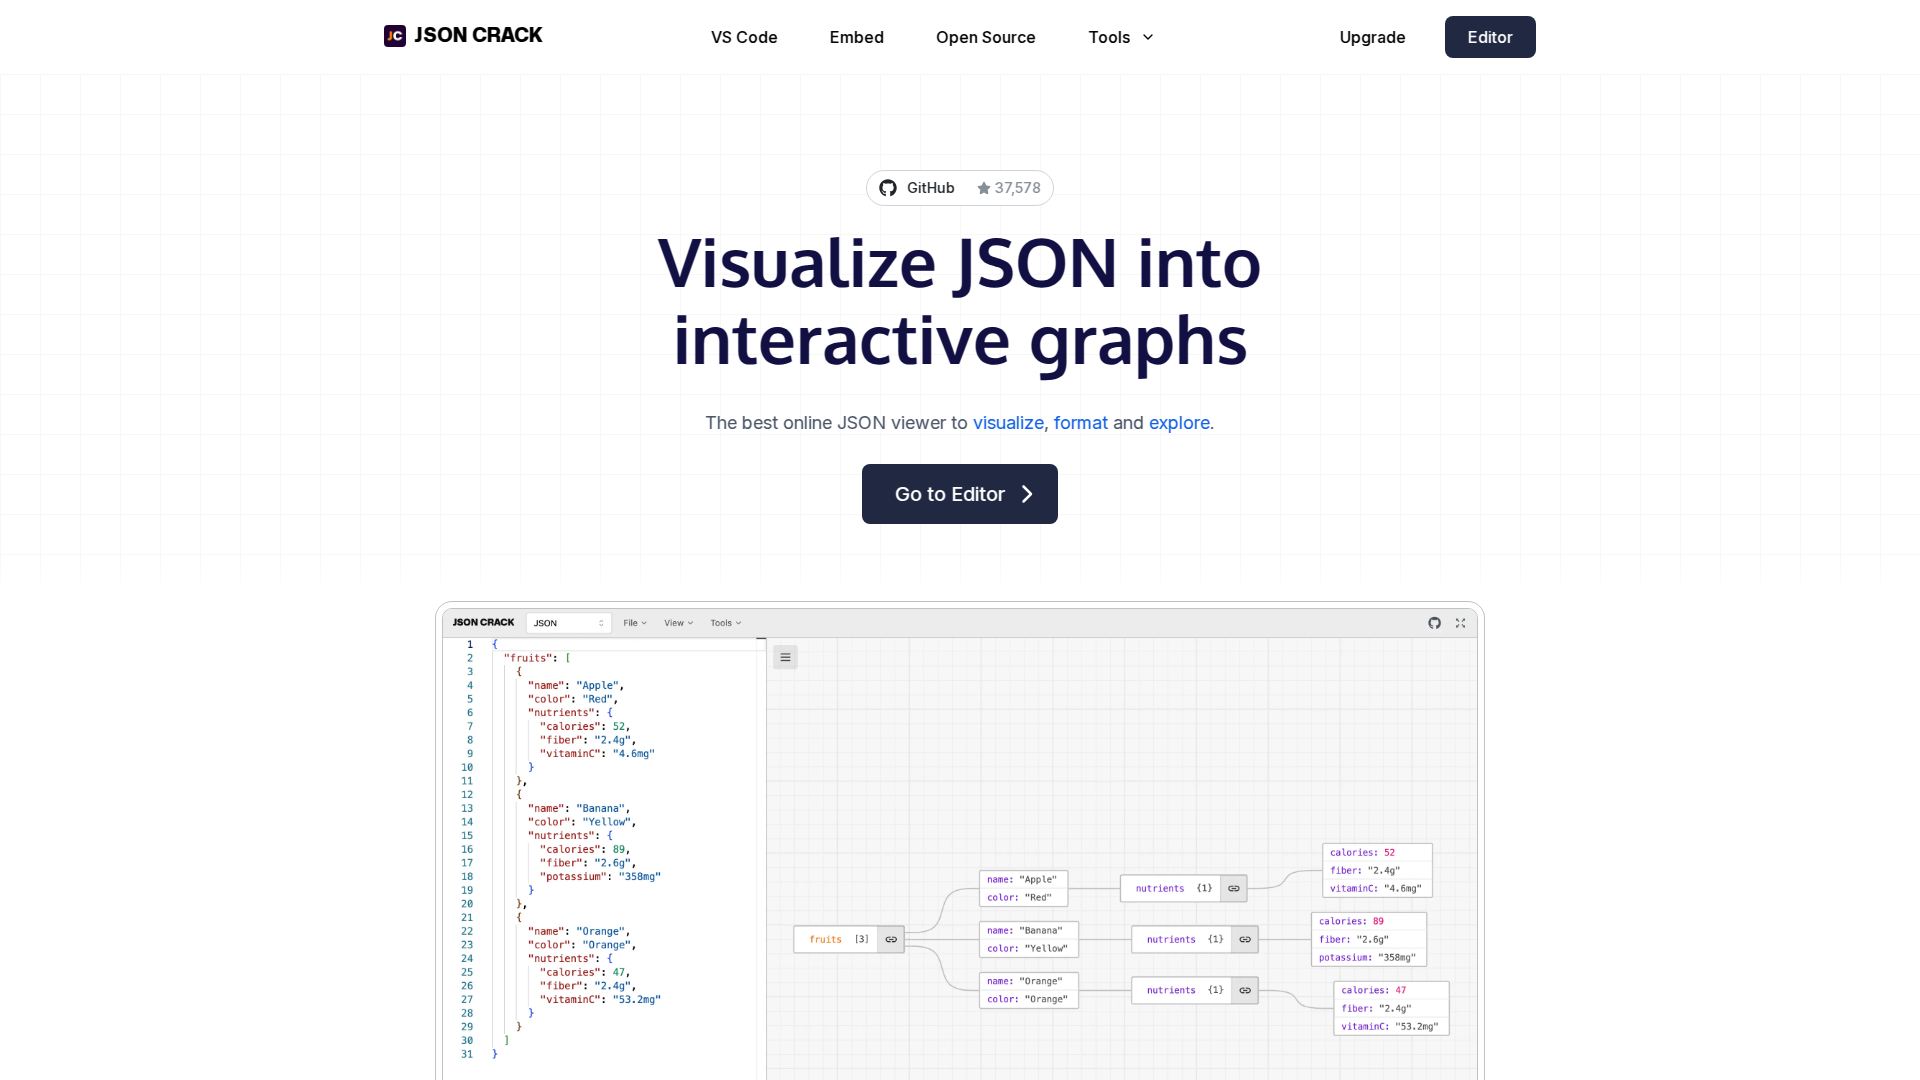 JC JSON CRACK
VS Code Embed Open Source Tools
Upgrade Editor
GitHub 37,578
Visualize JSON into
interactive graphs
The best online JSON viewer to visualize, format and explore.
Go to Editor
JSON CRACK JSON File View Tools
1 {
2 "fruits": [
3 {
4 "name": "Apple",
5 "color": "Red",
6 "nutrients": {
7 "calories": 52,
8 "fiber": "2.4g",
9 "vitaminC": "4.6mg"
10 }
11 },
12 {
13 "name": "Banana",
14 "color": "Yellow",
15 "nutrients": {
16 "calories": 89,
17 "fiber": "2.6g",
18 "potassium": "358mg"
19 }
20 },
21 {
22 "name": "Orange",
23 "color": "Orange",
24 "nutrients": {
25 "calories": 47,
26 "fiber": "2.4g",
27 "vitaminC": "53.2mg"
28 }
29 }
30 ]
31 }
fruits [3]
name: "Apple"
color: "Red"
nutrients {1}
calories: 52
fiber: "2.4g"
vitaminC: "4.6mg"
name: "Banana"
color: "Yellow"
nutrients {1}
calories: 89
fiber: "2.6g"
potassium: "358mg"
name: "Orange"
color: "Orange"
nutrients {1}
calories: 47
fiber: "2.4g"
vitaminC: "53.2mg"